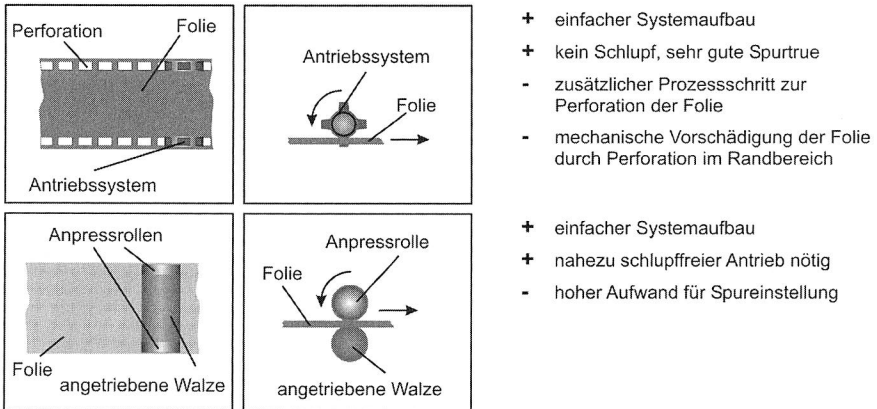 Perforation
Folie
Antriebssystem
Antriebssystem
Folie
+ einfacher Systemaufbau
+ kein Schlupf, sehr gute Spurtrue
- zusätzlicher Prozessschritt zur
Perforation der Folie
- mechanische Vorschädigung der Folie
durch Perforation im Randbereich
Anpressrollen
Folie
angetriebene Walze
Anpressrolle
Folie
angetriebene Walze
+ einfacher Systemaufbau
+ nahezu schlupffreier Antrieb nötig
- hoher Aufwand für Spureinstellung